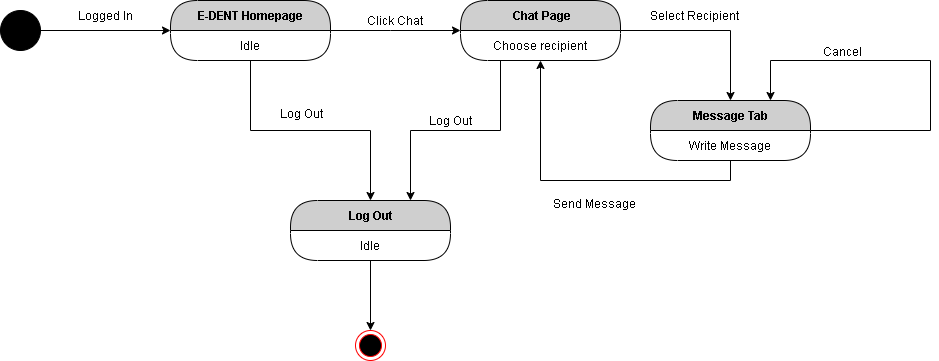 Logged In
E-DENT Homepage
Idle
Click Chat
Chat Page
Choose recipient
Select Recipient
Cancel
Message Tab
Write Message
Log Out
Log Out
Send Message
Log Out
Idle